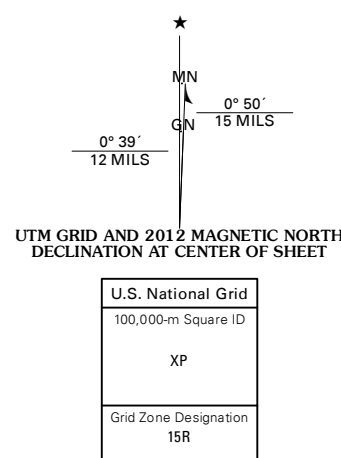 ★
MN
0° 50´
15 MILS
GN
0° 39´
12 MILS
UTM GRID AND 2012 MAGNETIC NORTH
DECLINATION AT CENTER OF SHEET
U.S. National Grid
100,000-m Square ID
XP
Grid Zone Designation
15R